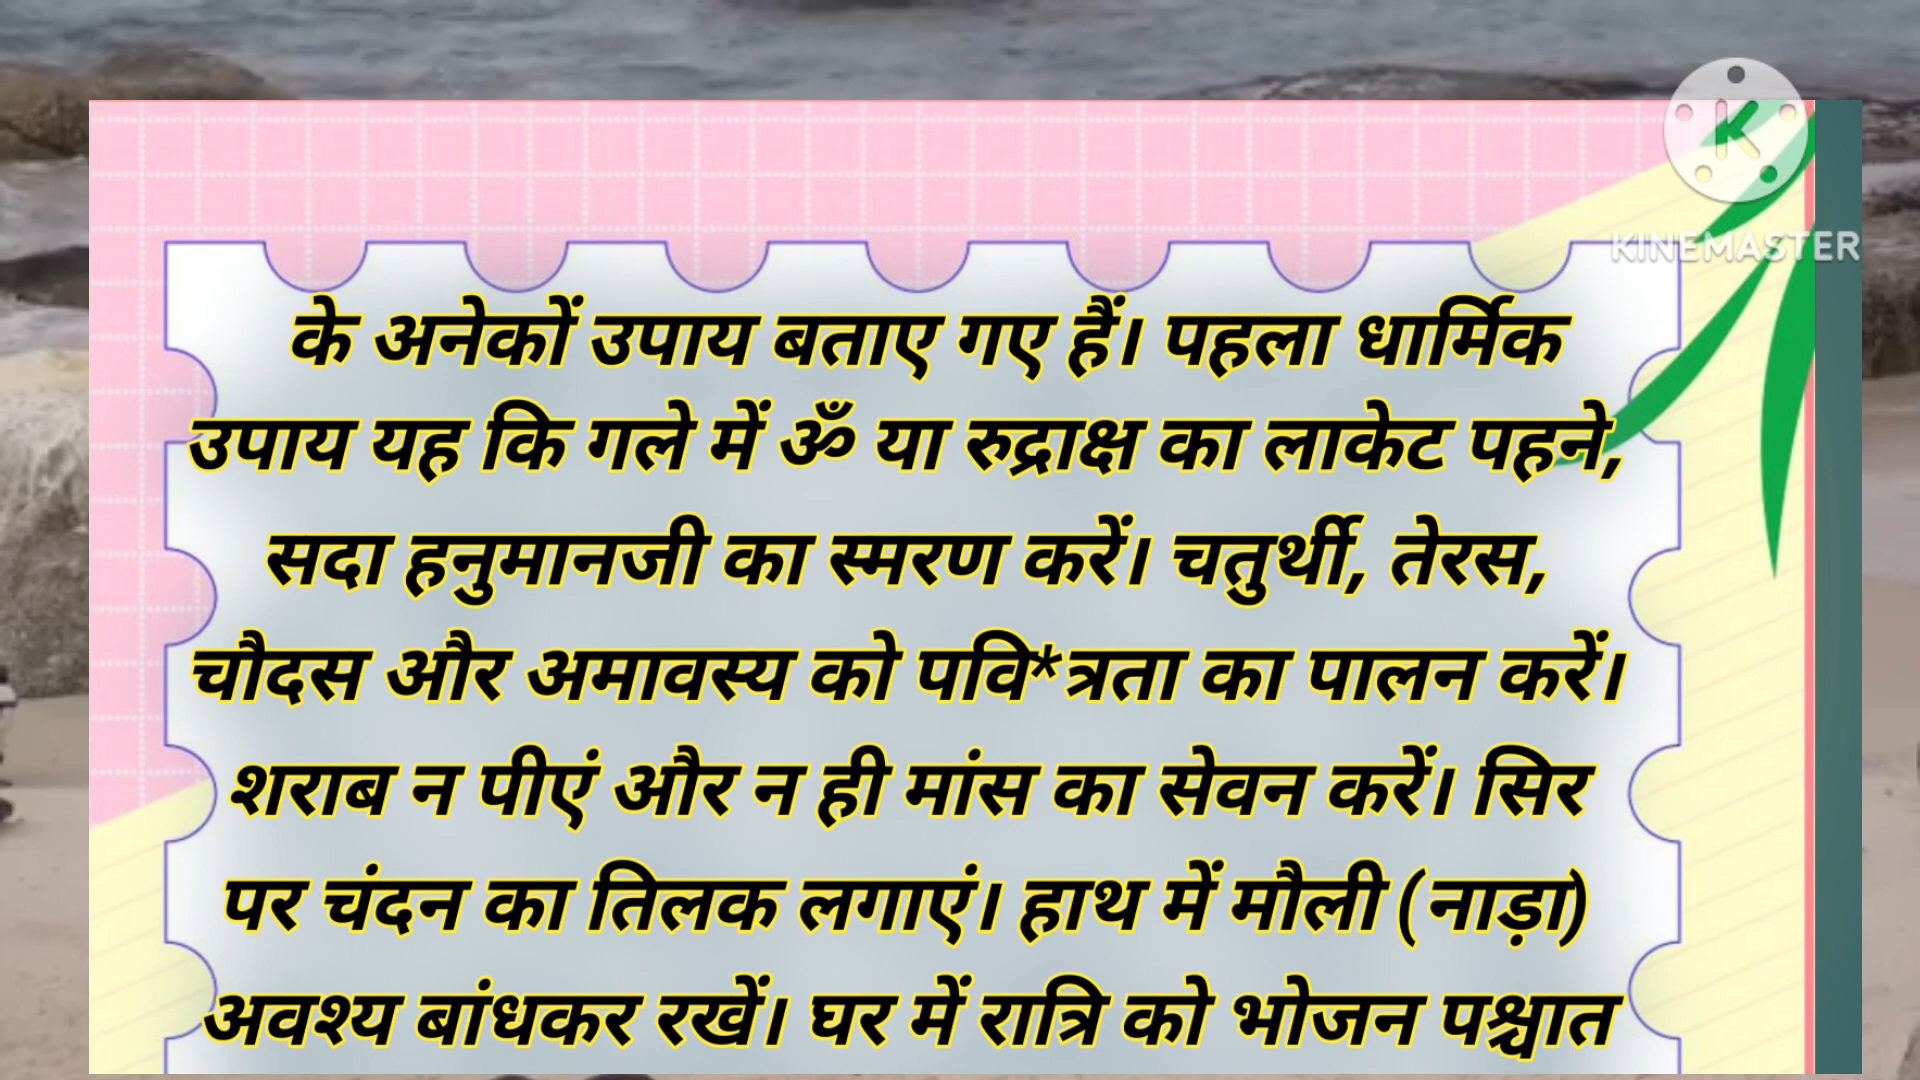 K
KINEMASTER
के अनेकों उपाय बताए गए हैं। पहला धार्मिक
उपाय यह कि गले में ॐ या रुद्राक्ष का लाकेट पहने,
सदा हनुमानजी का स्मरण करें। चतुर्थी, तेरस,
चौदस और अमावस्य को पवि*त्रता का पालन करें।
शराब न पीएं और न ही मांस का सेवन करें। सिर
पर चंदन का तिलक लगाएं। हाथ में मौली (नाड़ा)
अवश्य बांधकर रखें। घर में रात्रि को भोजन पश्चात